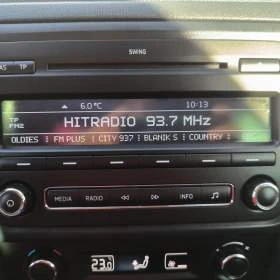 SWING
AS TP
▲ 6.0°C 10:13
TP
FM2
HITRADIO 93.7 MHz
OLDIES | FM PLUS | CITY 937 | BLANIK S | COUNTRY |
MEDIA RADIO ◀◀ ▶▶ INFO ♫
23.0